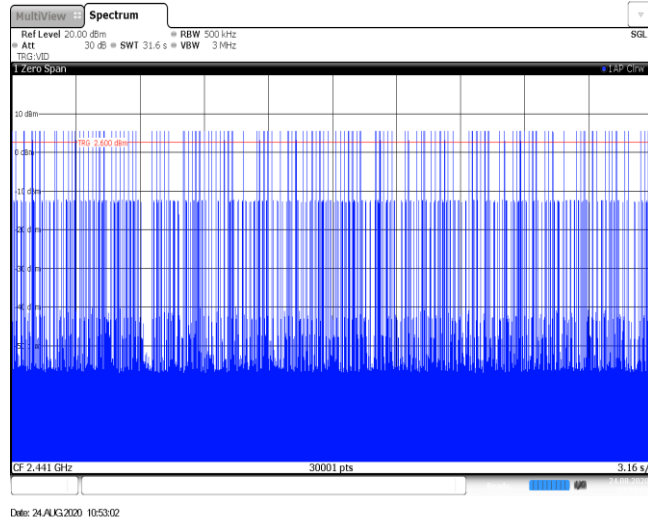 MultiView Spectrum
Ref Level 20.00 dBm RBW 500 kHz SGL
Att 30 dB SWT 31.6 s VBW 3 MHz
TRG:VID
1 Zero Span 1AP Clrw
10 dBm
TRG 2.600 dBm
0 dBm
-10 dBm
-20 dBm
-30 dBm
-40 dBm
CF 2.441 GHz 30001 pts 3.16 s/
Date: 24.AUG.2020 10:53:02